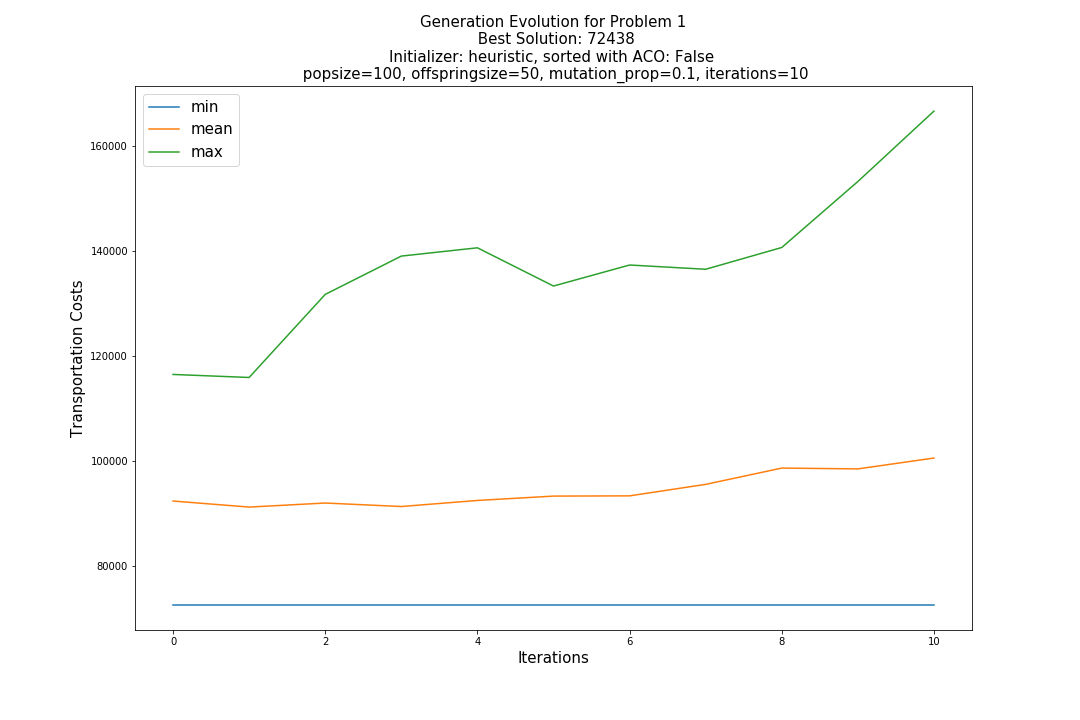 Generation Evolution for Problem 1
Best Solution: 72438
Initializer: heuristic, sorted with ACO: False
popsize=100, offspringsize=50, mutation_prop=0.1, iterations=10
min
mean
max
160000
140000
120000
100000
80000
Transportation Costs
0 2 4 6 8 10
Iterations